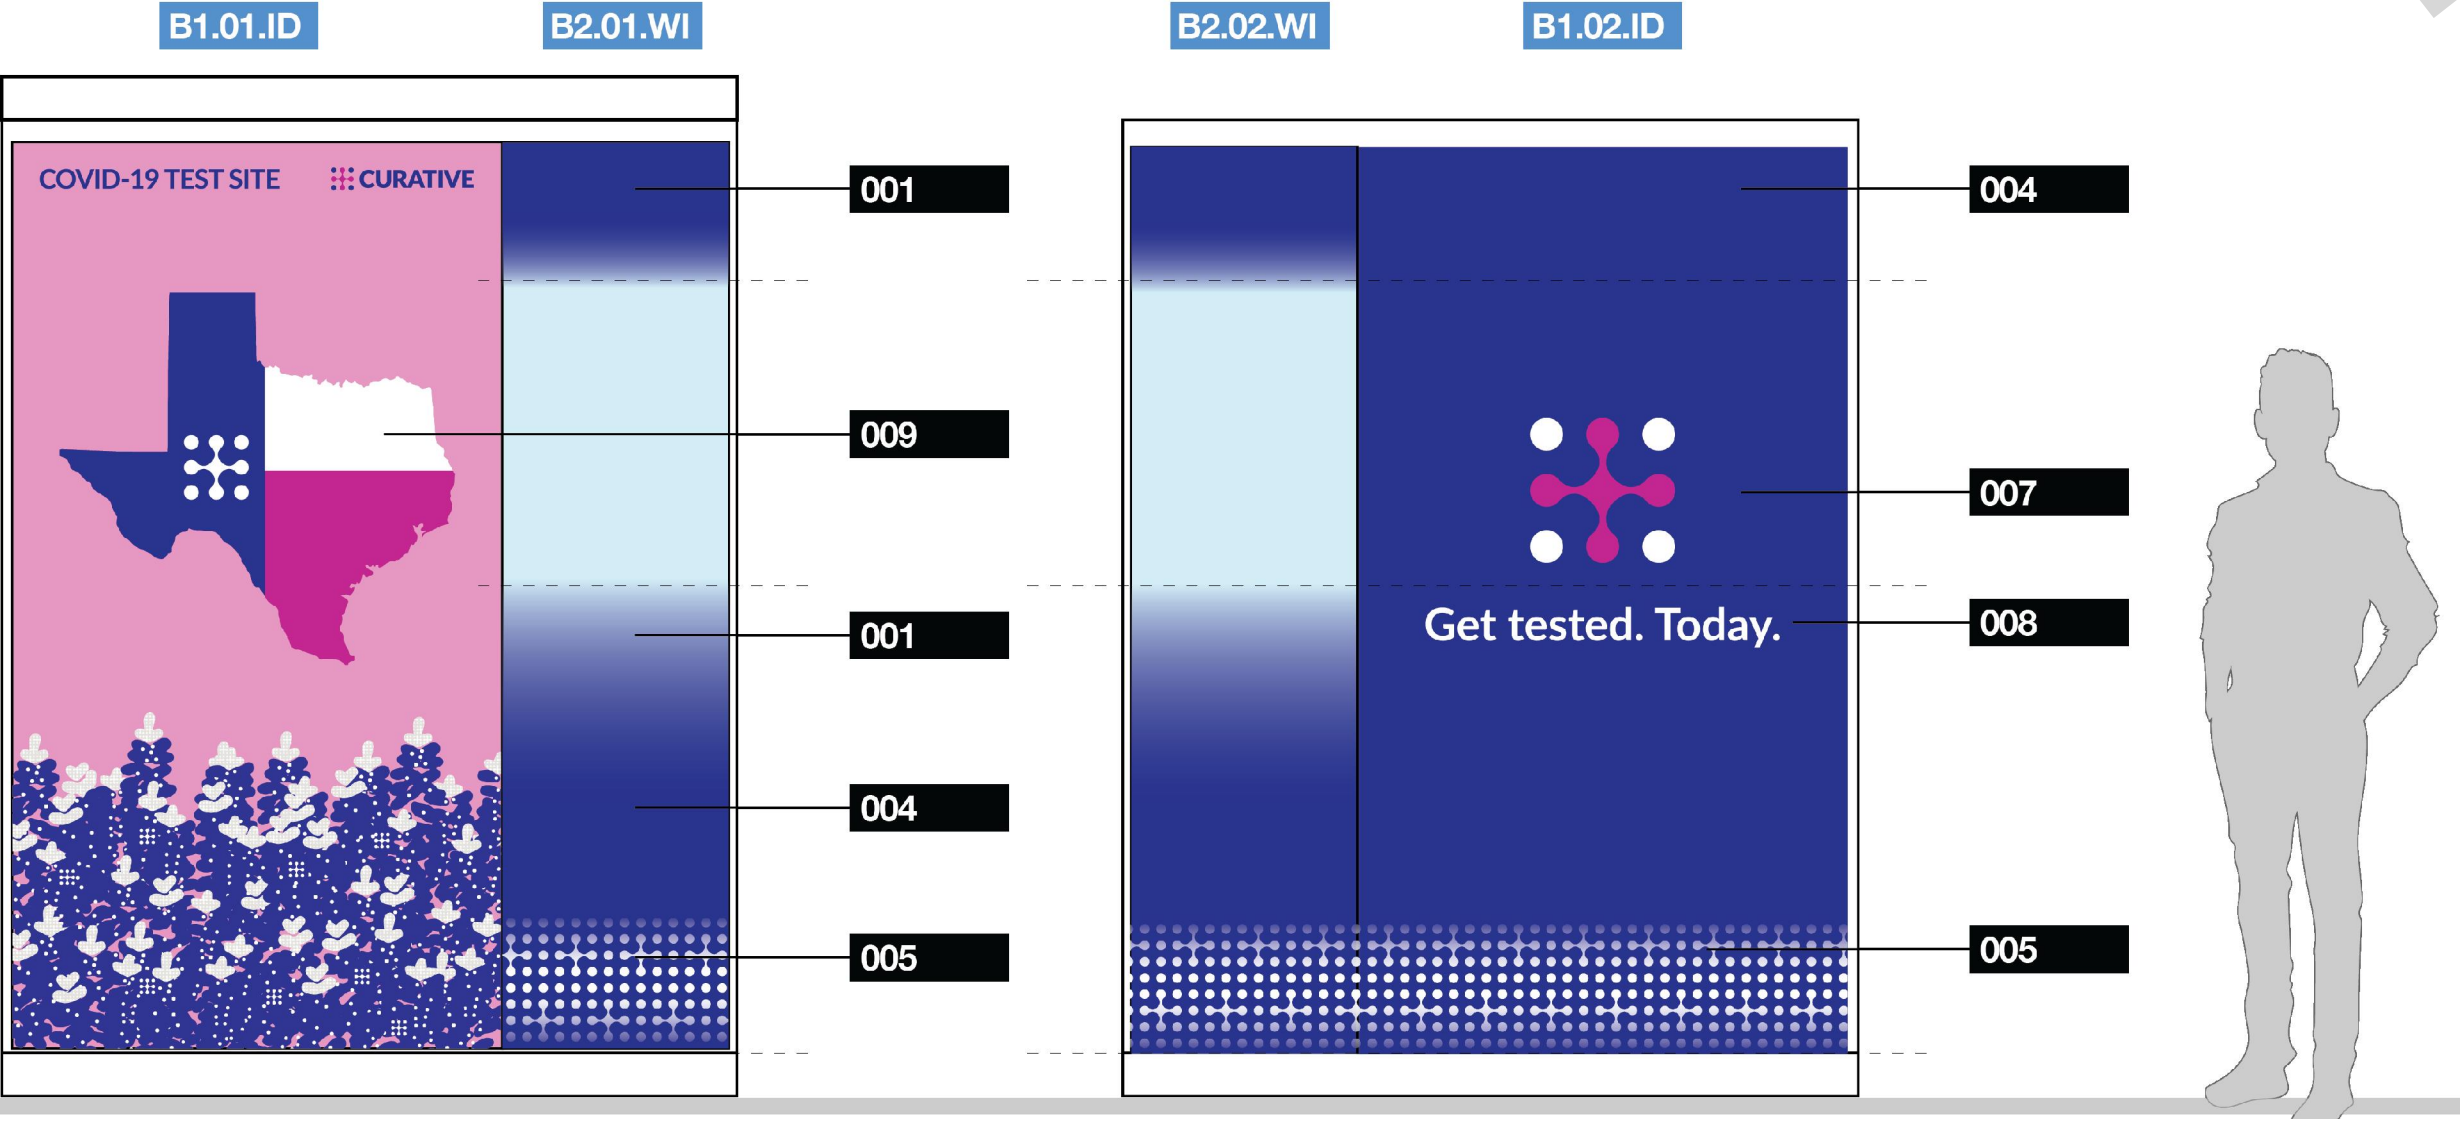 B1.01.ID
B2.01.WI
B2.02.WI
B1.02.ID
COVID-19 TEST SITE
CURATIVE
001
009
001
004
005
Get tested. Today.
004
007
008
005